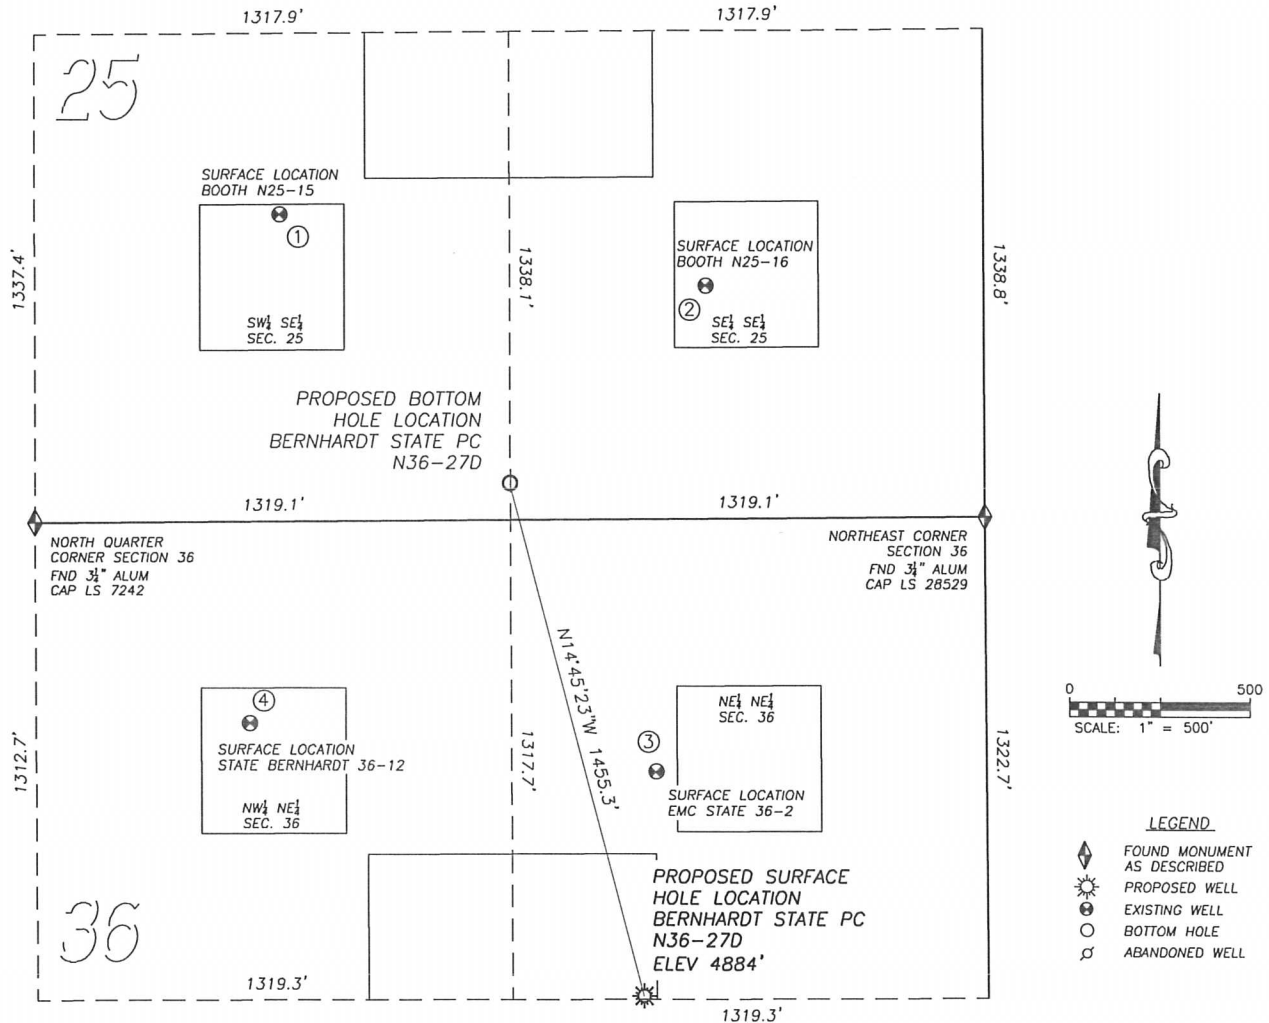 1317.9'
1317.9'
25
SURFACE LOCATION
BOOTH N25-15
1
SW¼ SE¼
SEC. 25
SURFACE LOCATION
BOOTH N25-16
2
SE¼ SE¼
SEC. 25
1337.4'
1338.1'
1338.8'
PROPOSED BOTTOM
HOLE LOCATION
BERNHARDT STATE PC
N36-27D
1319.1'
1319.1'
NORTH QUARTER
CORNER SECTION 36
FND 3¼" ALUM
CAP LS 7242
NORTHEAST CORNER
SECTION 36
FND 3¼" ALUM
CAP LS 28529
N14°45'23"W 1455.3'
4
SURFACE LOCATION
STATE BERNHARDT 36-12
NW¼ NE¼
SEC. 36
NE¼ NE¼
SEC. 36
3
SURFACE LOCATION
EMC STATE 36-2
1312.7'
1317.7'
1322.7'
PROPOSED SURFACE
HOLE LOCATION
BERNHARDT STATE PC
N36-27D
ELEV 4884'
36
1319.3'
1319.3'
0 500
SCALE: 1" = 500'
LEGEND
FOUND MONUMENT
AS DESCRIBED
PROPOSED WELL
EXISTING WELL
BOTTOM HOLE
ABANDONED WELL